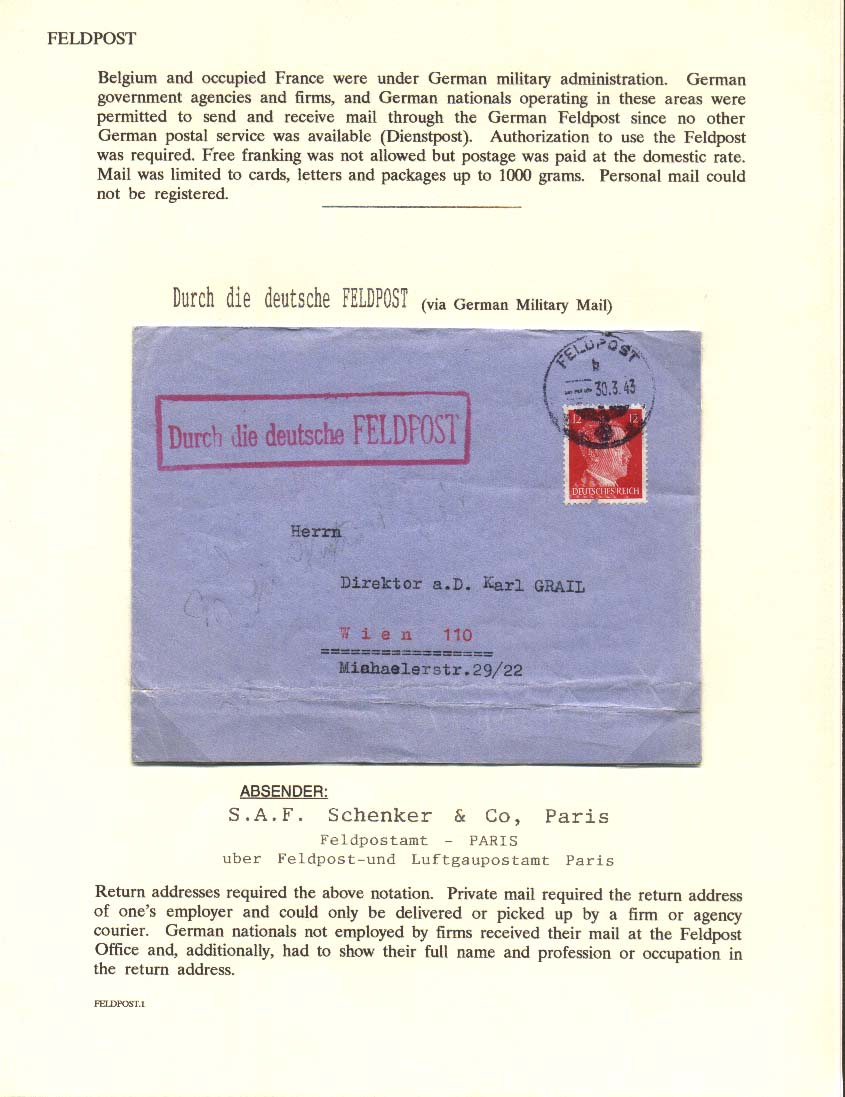 FELDPOST
Belgium and occupied France were under German military administration. German
government agencies and firms, and German nationals operating in these areas were
permitted to send and receive mail through the German Feldpost since no other
German postal service was available (Dienstpost). Authorization to use the Feldpost
was required. Free franking was not allowed but postage was paid at the domestic rate.
Mail was limited to cards, letters and packages up to 1000 grams. Personal mail could
not be registered.
Durch die deutsche FELDPOST (via German Military Mail)
FELDPOST
b
30.3.43
Durch die deutsche FELDPOST
12 12
DEUTSCHES REICH
Herrn
Direktor a.D. Karl GRAIL
Wien 110
=================
Michaelerstr.29/22
ABSENDER:
S.A.F. Schenker & Co, Paris
Feldpostamt - PARIS
uber Feldpost-und Luftgaupostamt Paris
Return addresses required the above notation. Private mail required the return address
of one's employer and could only be delivered or picked up by a firm or agency
courier. German nationals not employed by firms received their mail at the Feldpost
Office and, additionally, had to show their full name and profession or occupation in
the return address.
FELDPOST.1